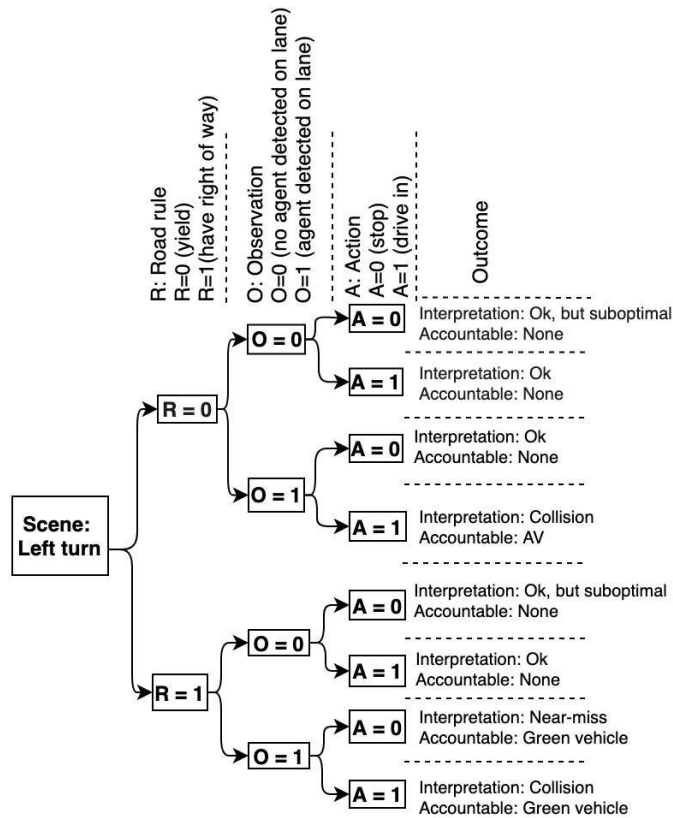 R: Road rule
R=0 (yield)
R=1(have right of way)
O: Observation
O=0 (no agent detected on lane)
O=1 (agent detected on lane)
A: Action
A=0 (stop)
A=1 (drive in)
Outcome
Scene:
Left turn
R = 0
O = 0
A = 0
Interpretation: Ok, but suboptimal
Accountable: None
A = 1
Interpretation: Ok
Accountable: None
O = 1
A = 0
Interpretation: Ok
Accountable: None
A = 1
Interpretation: Collision
Accountable: AV
R = 1
O = 0
A = 0
Interpretation: Ok, but suboptimal
Accountable: None
A = 1
Interpretation: Ok
Accountable: None
O = 1
A = 0
Interpretation: Near-miss
Accountable: Green vehicle
A = 1
Interpretation: Collision
Accountable: Green vehicle